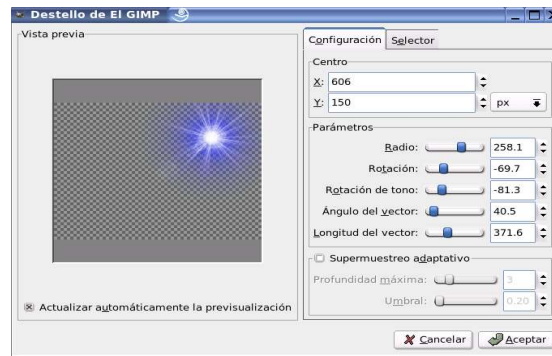 Destello de El GIMP
Vista previa
Actualizar automáticamente la previsualización
Configuración Selector
Centro
X: 606
Y: 150 px
Parámetros
Radio: 258.1
Rotación: -69.7
Rotación de tono: -81.3
Ángulo del vector: 40.5
Longitud del vector: 371.6
Supermuestreo adaptativo
Profundidad máxima: 3
Umbral: 0.20
Cancelar Aceptar